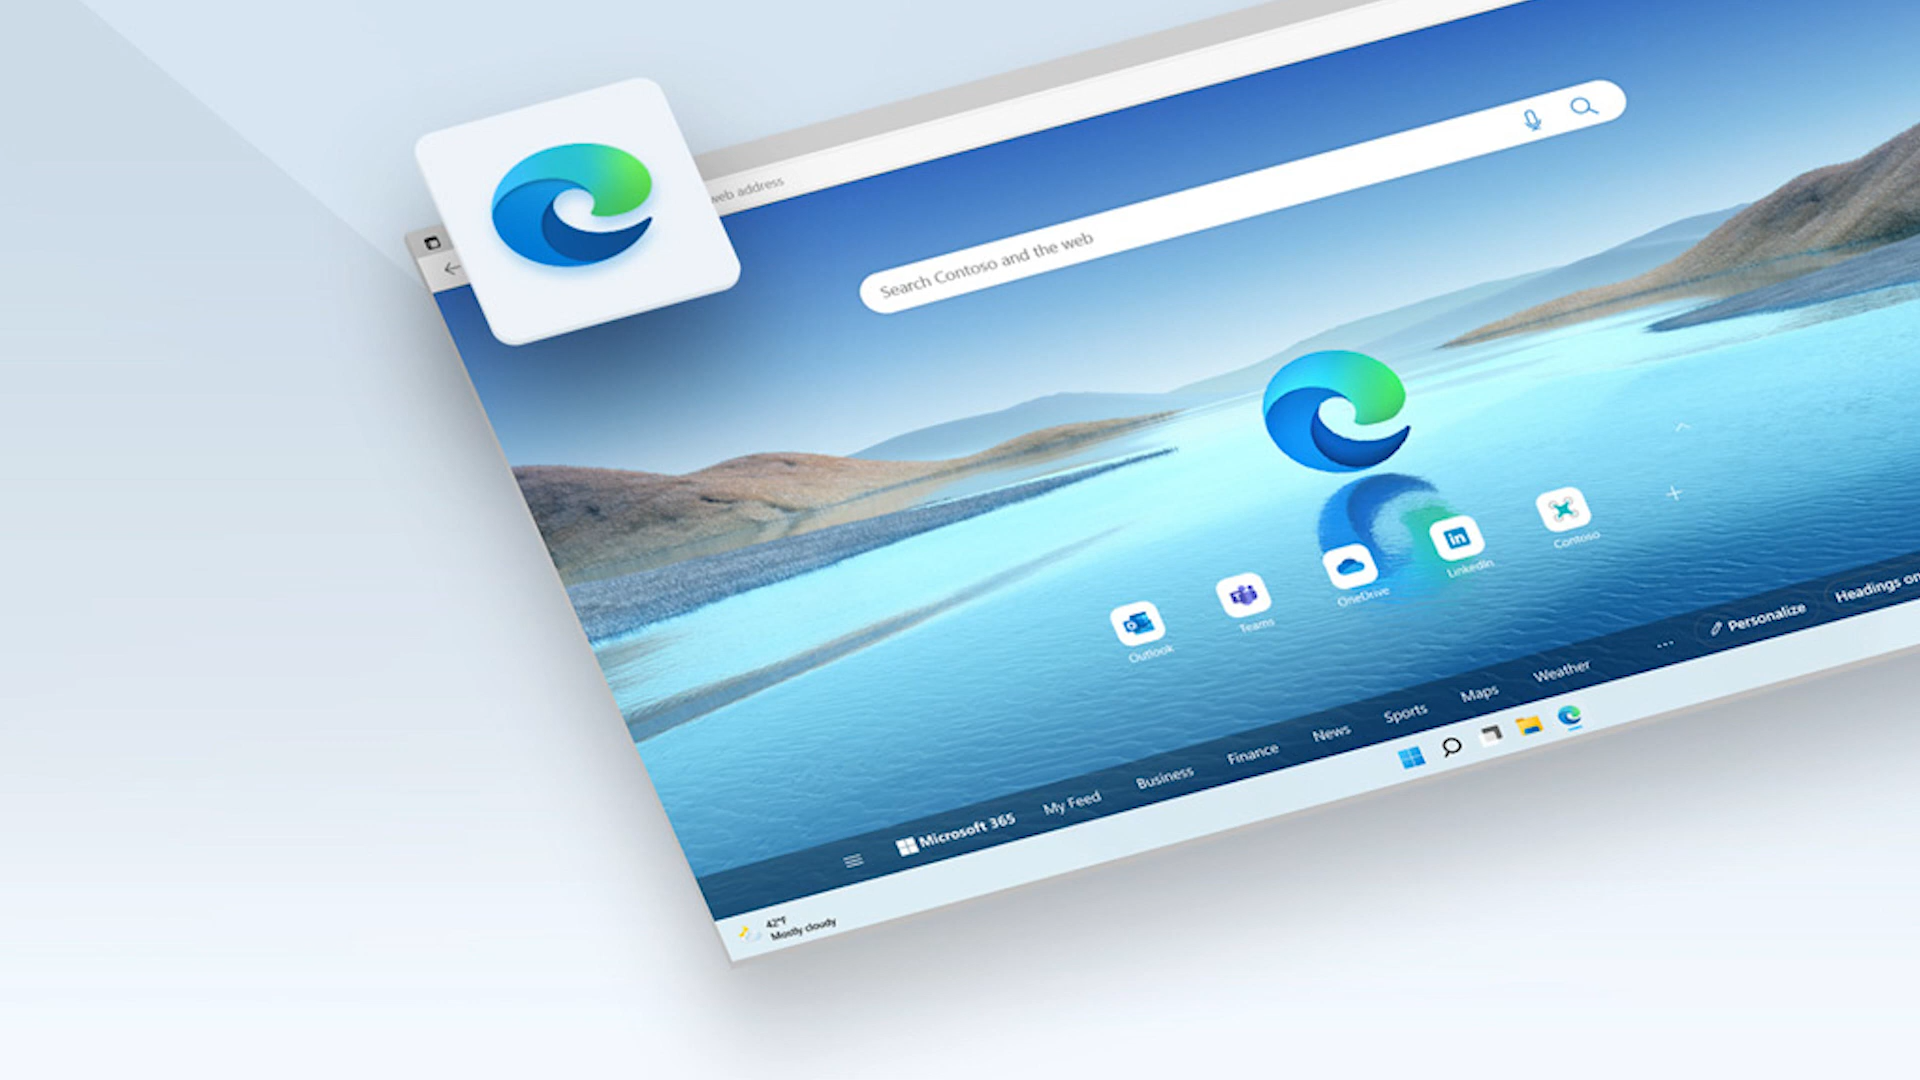 web address
Search Contoso and the web
Outlook
Teams
OneDrive
in
LinkedIn
Contoso
Microsoft 365
My Feed
Business
Finance
News
Sports
Maps
Weather
Personalize
Headings on
42°F
Mostly cloudy